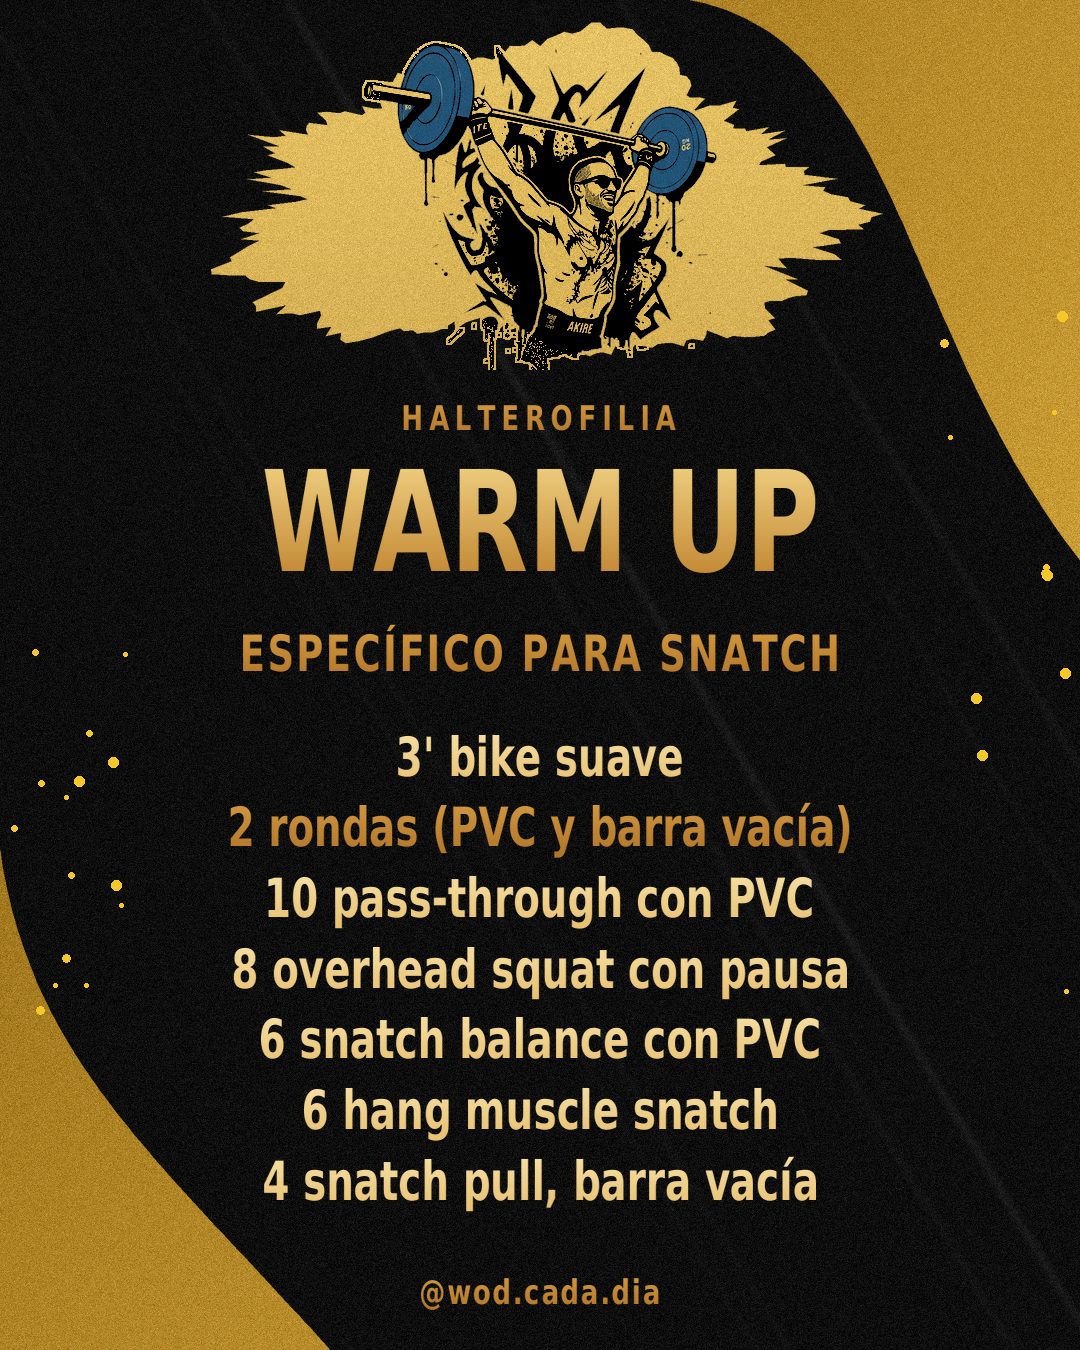 AKIRE
HALTEROFILIA
WARM UP
ESPECÍFICO PARA SNATCH
3' bike suave
2 rondas (PVC y barra vacía)
10 pass-through con PVC
8 overhead squat con pausa
6 snatch balance con PVC
6 hang muscle snatch
4 snatch pull, barra vacía
@wod.cada.dia